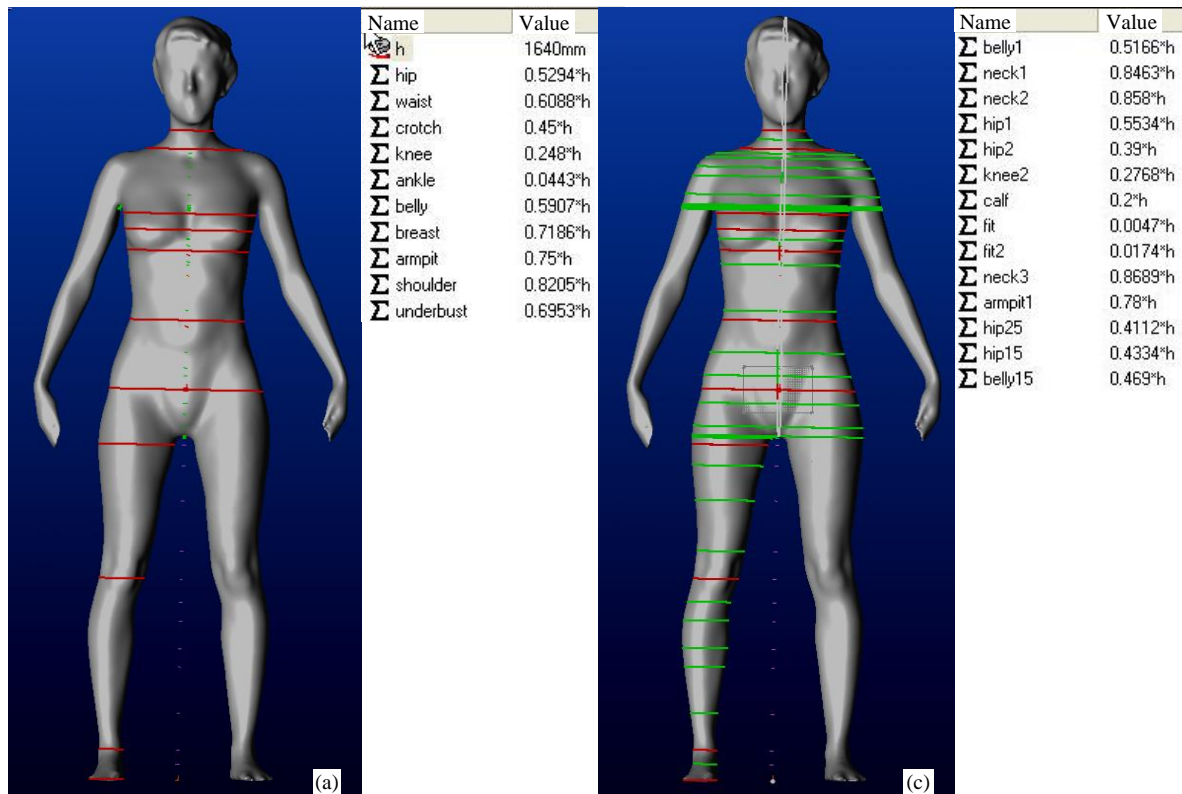 Name Value
h 1640mm
Σ hip 0.5294*h
Σ waist 0.6088*h
Σ crotch 0.45*h
Σ knee 0.248*h
Σ ankle 0.0443*h
Σ belly 0.5907*h
Σ breast 0.7186*h
Σ armpit 0.75*h
Σ shoulder 0.8205*h
Σ underbust 0.6953*h
(a)
Name Value
Σ belly1 0.5166*h
Σ neck1 0.8463*h
Σ neck2 0.858*h
Σ hip1 0.5534*h
Σ hip2 0.39*h
Σ knee2 0.2768*h
Σ calf 0.2*h
Σ fit 0.0047*h
Σ fit2 0.0174*h
Σ neck3 0.8689*h
Σ armpit1 0.78*h
Σ hip25 0.4112*h
Σ hip15 0.4334*h
Σ belly15 0.469*h
(c)